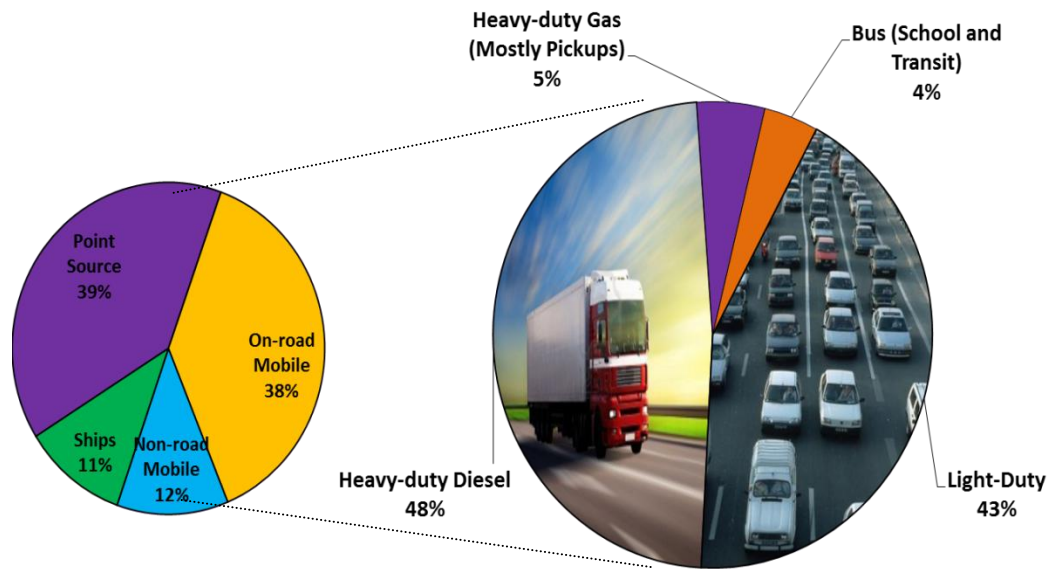 Heavy-duty Gas
(Mostly Pickups)
5%
Bus (School and
Transit)
4%
Point
Source
39%
On-road
Mobile
38%
Ships
11%
Non-road
Mobile
12%
Heavy-duty Diesel
48%
Light-Duty
43%